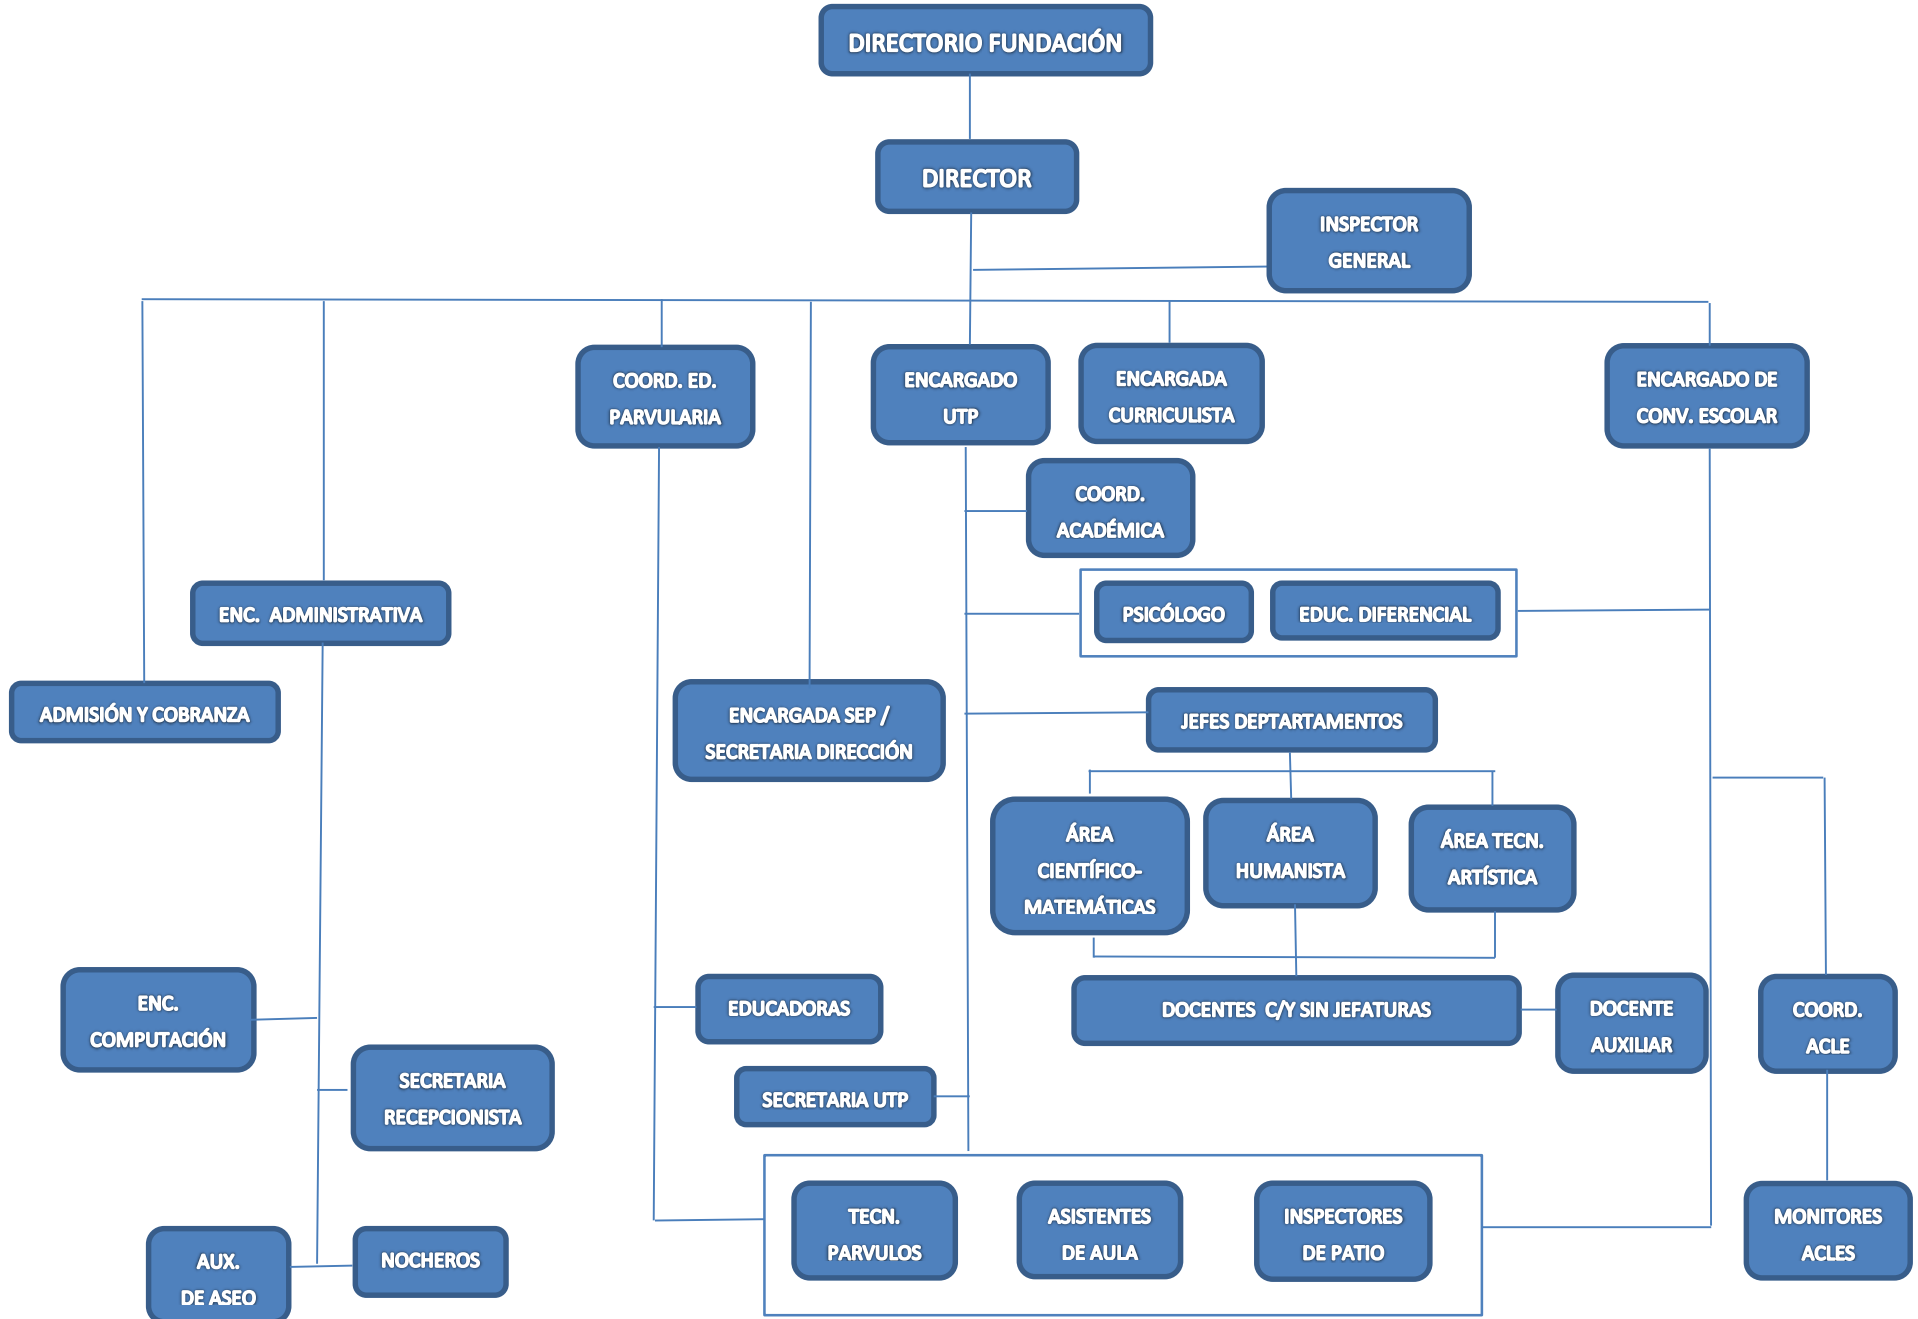 DIRECTORIO FUNDACIÓN
DIRECTOR
INSPECTOR
GENERAL
COORD. ED.
PARVULARIA
ENCARGADO
UTP
ENCARGADA
CURRICULISTA
ENCARGADO DE
CONV. ESCOLAR
COORD.
ACADÉMICA
ENC.  ADMINISTRATIVA
PSICÓLOGO
EDUC. DIFERENCIAL
ADMISIÓN Y COBRANZA
ENCARGADA SEP /
SECRETARIA DIRECCIÓN
JEFES DEPTARTAMENTOS
ÁREA
CIENTÍFICO-
MATEMÁTICAS
ÁREA
HUMANISTA
ÁREA TECN.
ARTÍSTICA
ENC.
COMPUTACIÓN
EDUCADORAS
DOCENTES  C/Y SIN JEFATURAS
DOCENTE
AUXILIAR
COORD.
ACLE
SECRETARIA
RECEPCIONISTA
SECRETARIA UTP
TECN.
PARVULOS
ASISTENTES
DE AULA
INSPECTORES
DE PATIO
MONITORES
ACLES
AUX.
DE ASEO
NOCHEROS